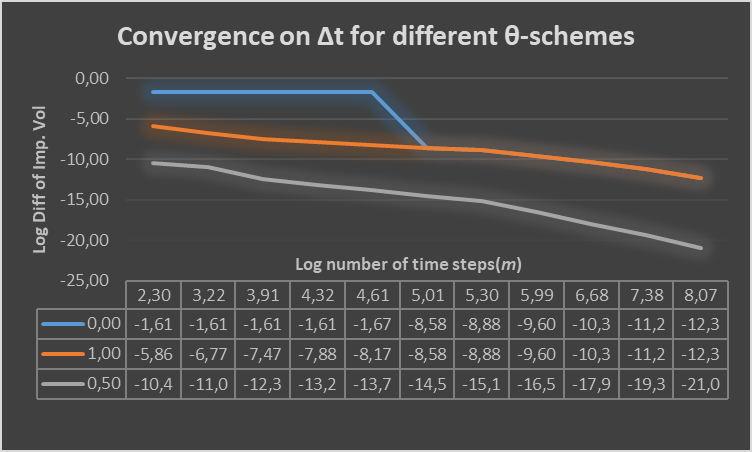 Convergence on Δt for different θ-schemes
0,00
-5,00
-10,00
-15,00
-20,00
-25,00
Log Diff of Imp. Vol
Log number of time steps(m)
2,30 3,22 3,91 4,32 4,61 5,01 5,30 5,99 6,68 7,38 8,07
0,00 -1,61 -1,61 -1,61 -1,61 -1,67 -8,58 -8,88 -9,60 -10,3 -11,2 -12,3
1,00 -5,86 -6,77 -7,47 -7,88 -8,17 -8,58 -8,88 -9,60 -10,3 -11,2 -12,3
0,50 -10,4 -11,0 -12,3 -13,2 -13,7 -14,5 -15,1 -16,5 -17,9 -19,3 -21,0